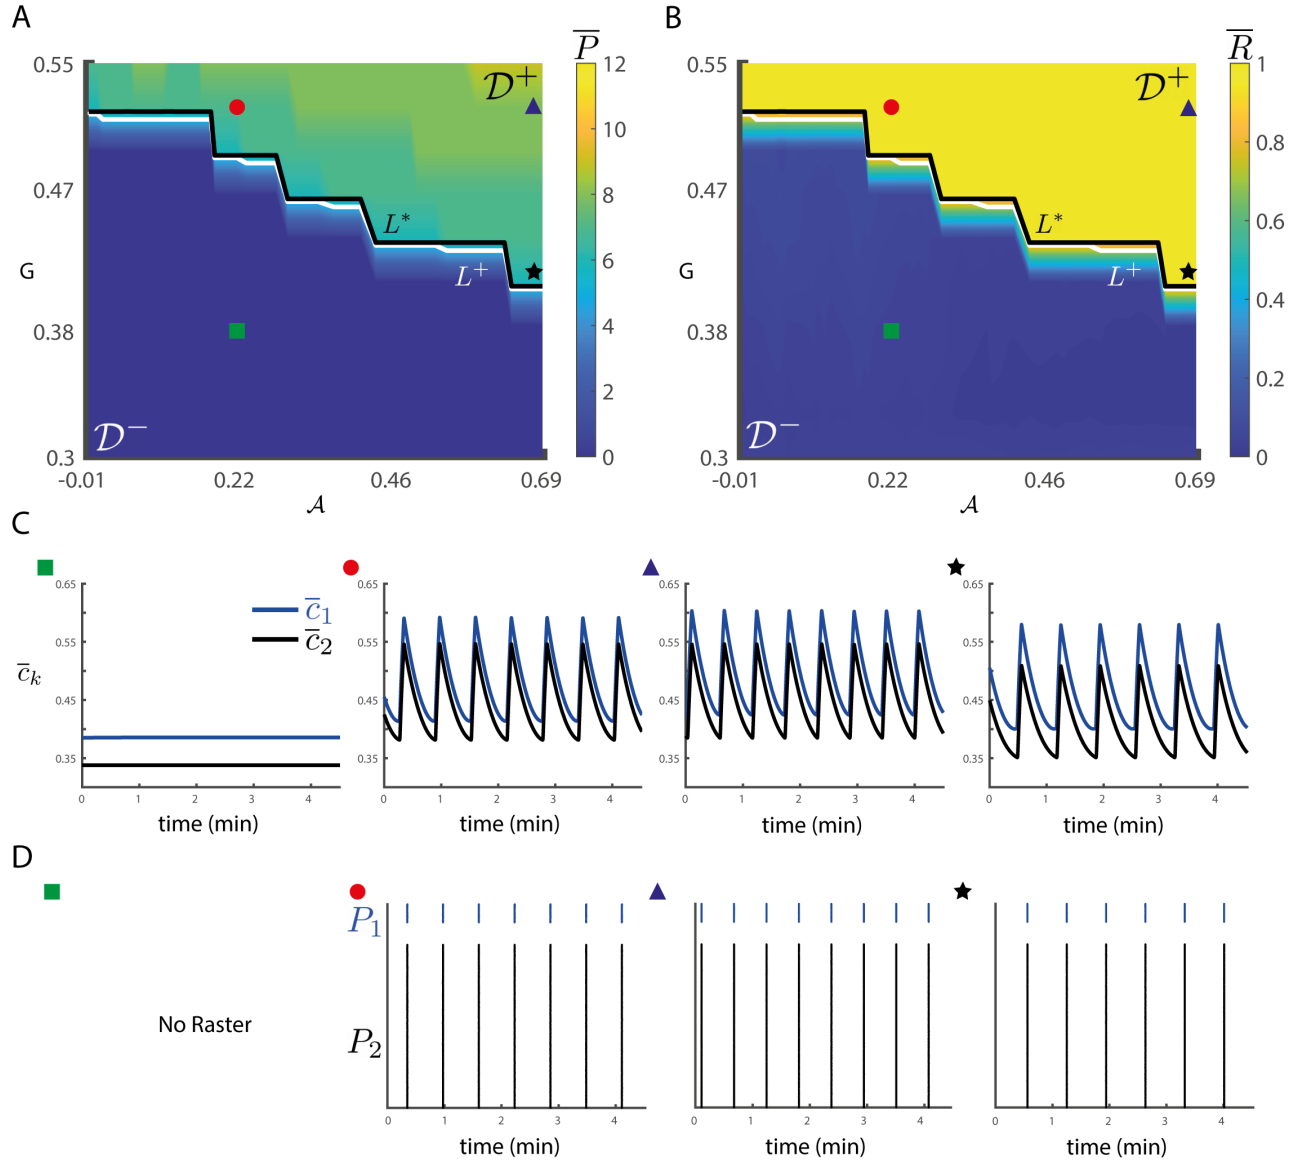 A
B
P̅
R̅
0.55
0.47
G
0.38
0.3
-0.01 0.22 0.46 0.69
𝒜
𝒟⁺
L*
L⁺
𝒟⁻
12
10
8
6
4
2
0
0.55
0.47
G
0.38
0.3
-0.01 0.22 0.46 0.69
𝒜
𝒟⁺
L*
L⁺
𝒟⁻
1
0.8
0.6
0.4
0.2
0
C
c̅ₖ
0.65
0.55
0.45
0.35
c̅₁
c̅₂
0 1 2 3 4
time (min)
0.65
0.55
0.45
0.35
0 1 2 3 4
time (min)
0.65
0.55
0.45
0.35
0 1 2 3 4
time (min)
0.65
0.55
0.45
0.35
0 1 2 3 4
time (min)
D
No Raster
P₁
P₂
0 1 2 3 4
time (min)
0 1 2 3 4
time (min)
0 1 2 3 4
time (min)